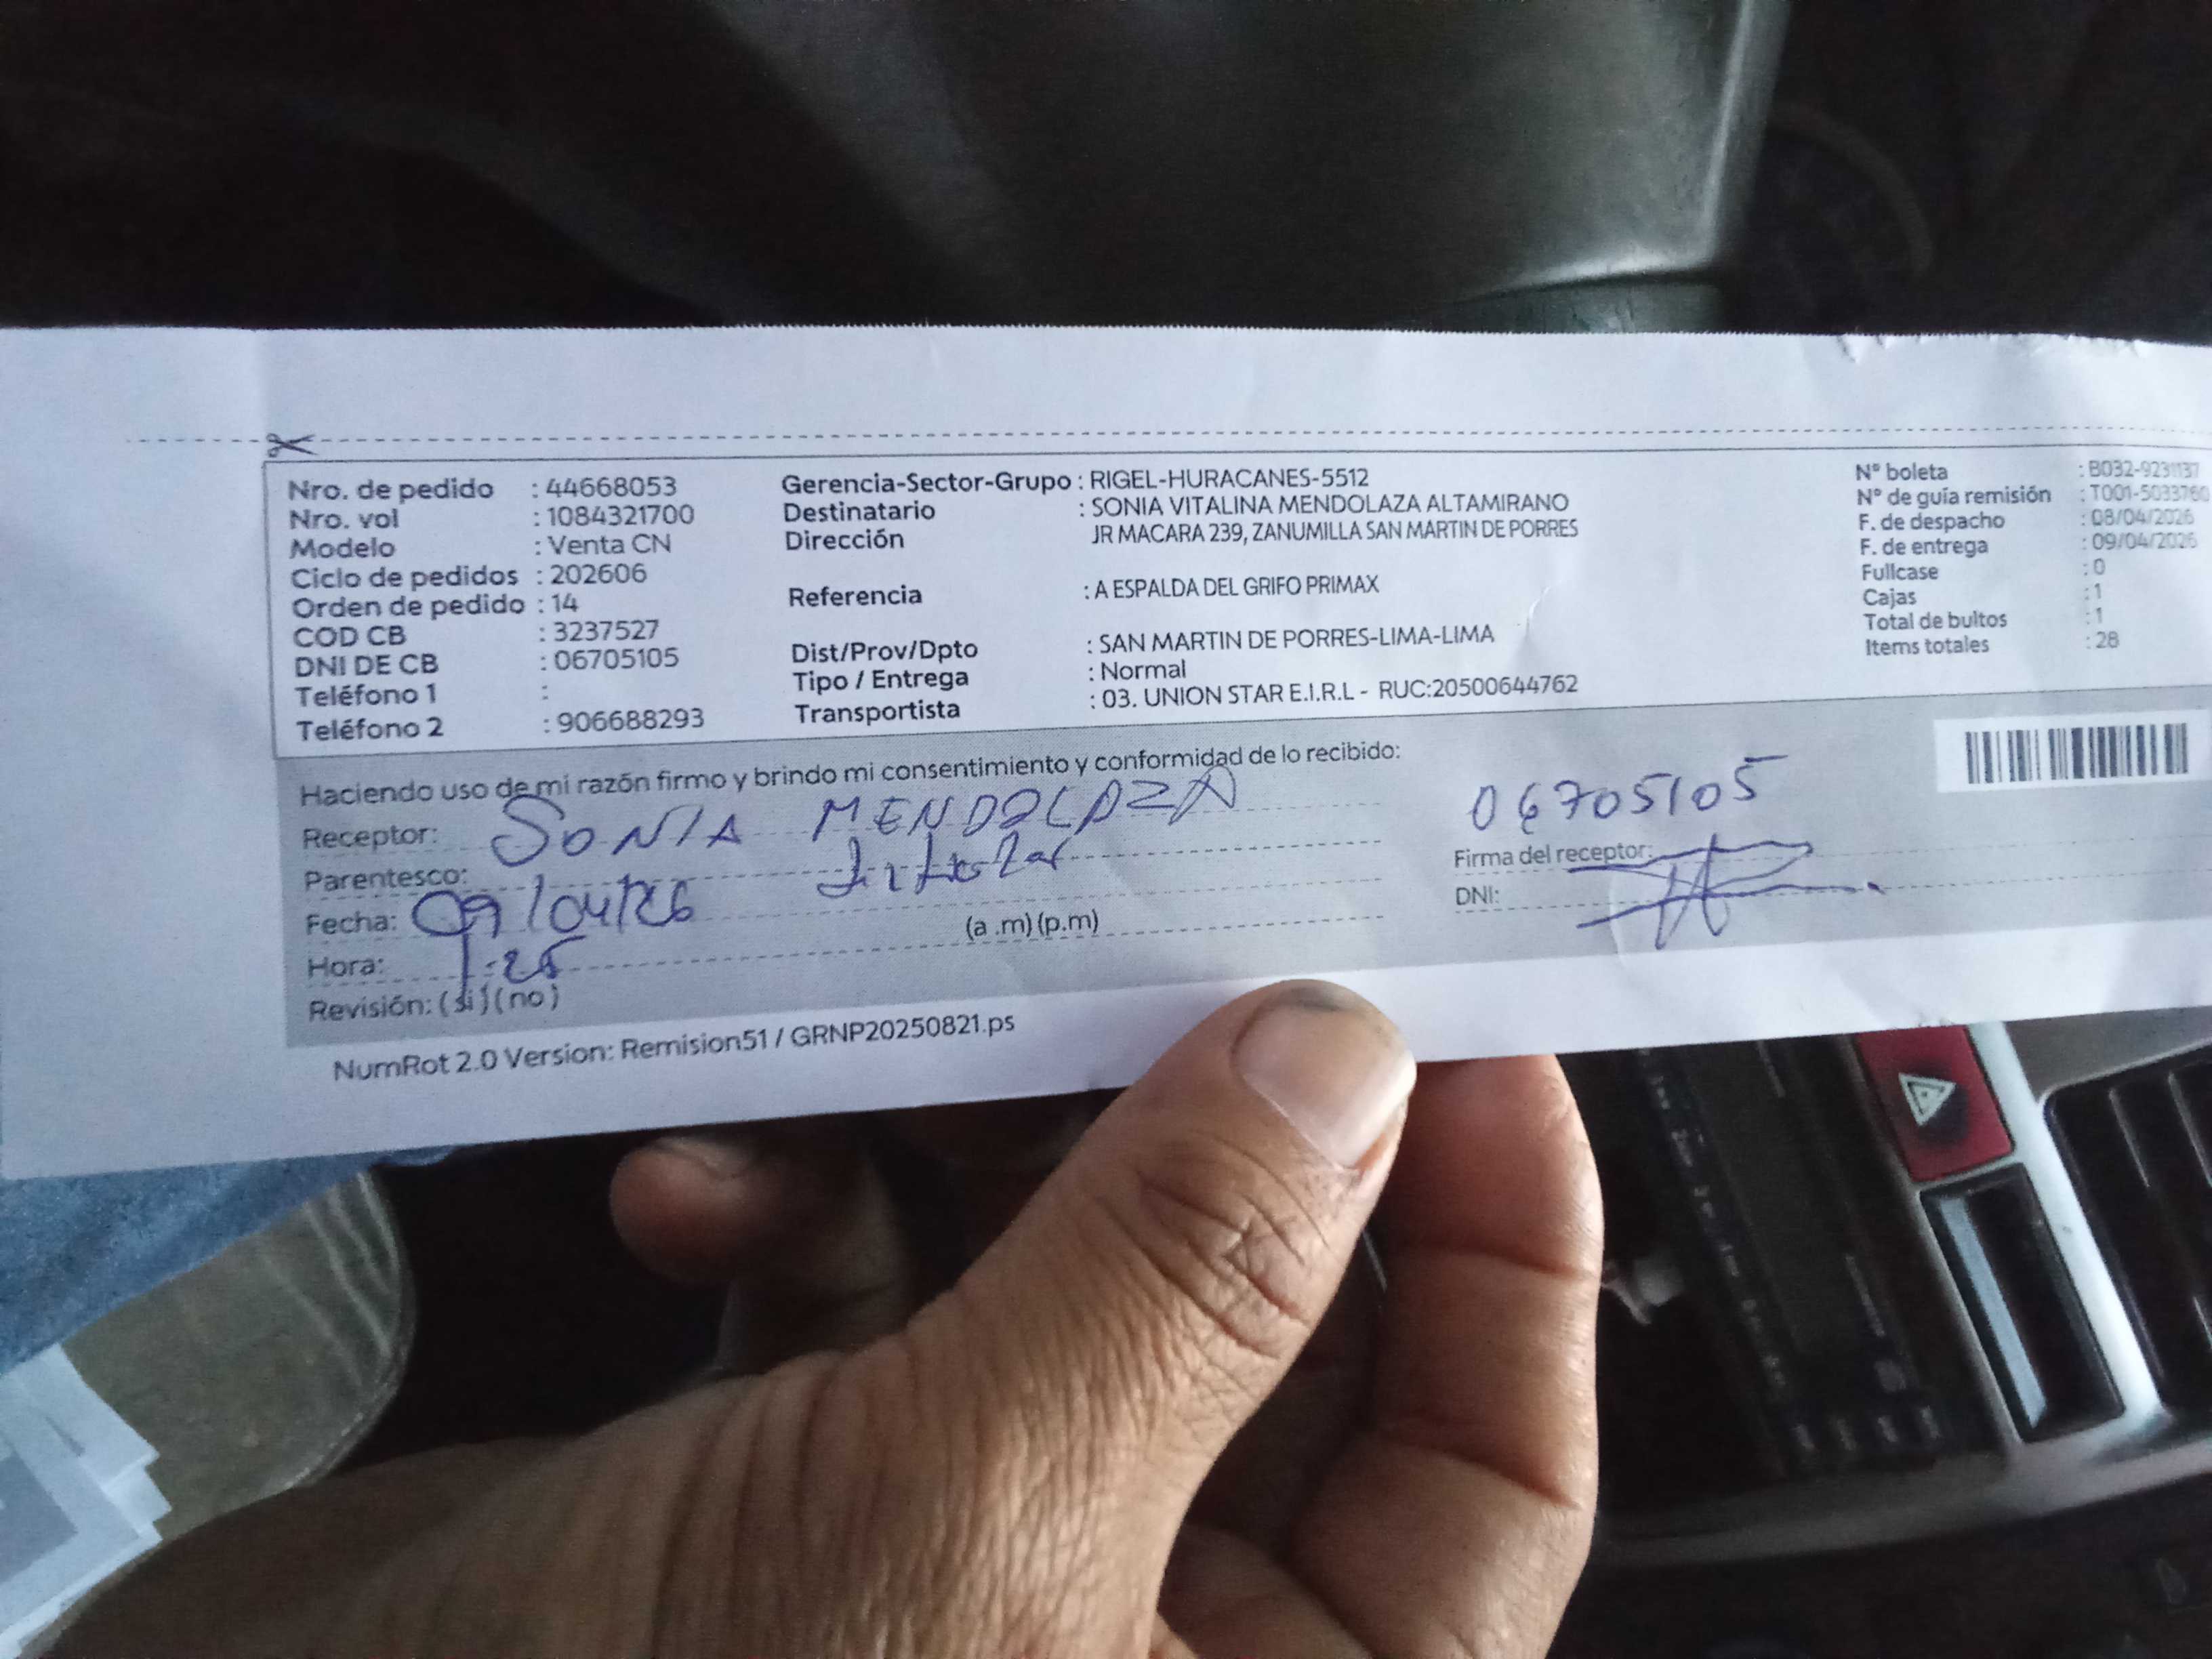 Nro. de pedido : 44668053
Nro. vol : 1084321700
Modelo : Venta CN
Ciclo de pedidos : 202606
Orden de pedido : 14
COD CB : 3237527
DNI DE CB : 06705105
Teléfono 1 :
Teléfono 2 : 906688293
Gerencia-Sector-Grupo : RIGEL-HURACANES-5512
Destinatario : SONIA VITALINA MENDOLAZA ALTAMIRANO
Dirección JR MACARA 239, ZANUMILLA SAN MARTIN DE PORRES
Referencia : A ESPALDA DEL GRIFO PRIMAX
Dist/Prov/Dpto : SAN MARTIN DE PORRES-LIMA-LIMA
Tipo / Entrega : Normal
Transportista : 03. UNION STAR E.I.R.L - RUC:20500644762
Nº boleta : B032-9231137
Nº de guía remisión : T001-5033760
F. de despacho : 08/04/2026
F. de entrega : 09/04/2026
Fullcase : 0
Cajas : 1
Total de bultos : 1
Items totales : 28
Haciendo uso de mi razón firmo y brindo mi consentimiento y conformidad de lo recibido:
Receptor: SONIA MENDOLAZA
Parentesco: titular
Fecha: 09/04/26
Hora: 1:25 (a .m) (p.m)
Revisión: (si) (no)
06705105
Firma del receptor:
DNI:
NumRot 2.0 Version: Remision51 / GRNP20250821.ps